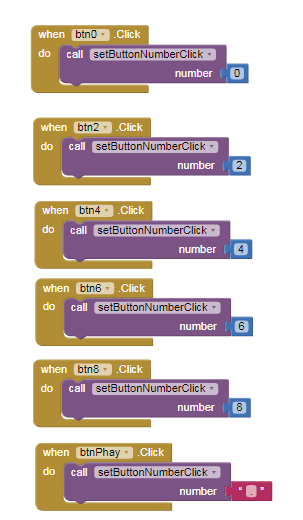 when btn0 .Click
do call setButtonNumberClick
number 0
when btn2 .Click
do call setButtonNumberClick
number 2
when btn4 .Click
do call setButtonNumberClick
number 4
when btn6 .Click
do call setButtonNumberClick
number 6
when btn8 .Click
do call setButtonNumberClick
number 8
when btnPhay .Click
do call setButtonNumberClick
number " . "